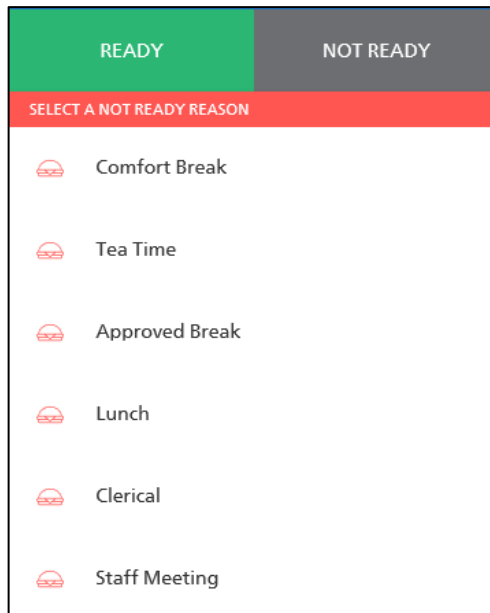 READY NOT READY
SELECT A NOT READY REASON
Comfort Break
Tea Time
Approved Break
Lunch
Clerical
Staff Meeting